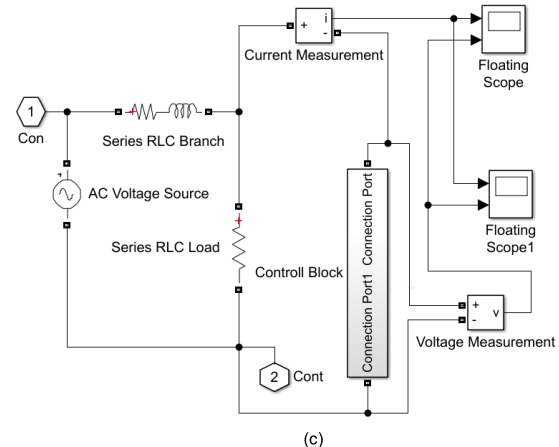 i
+
-
Current Measurement
Floating
Scope
1
Con
Series RLC Branch
+
AC Voltage Source
Series RLC Load
Controll Block
Connection Port1 Connection Port
Floating
Scope1
+
-
v
Voltage Measurement
2
Cont
(c)